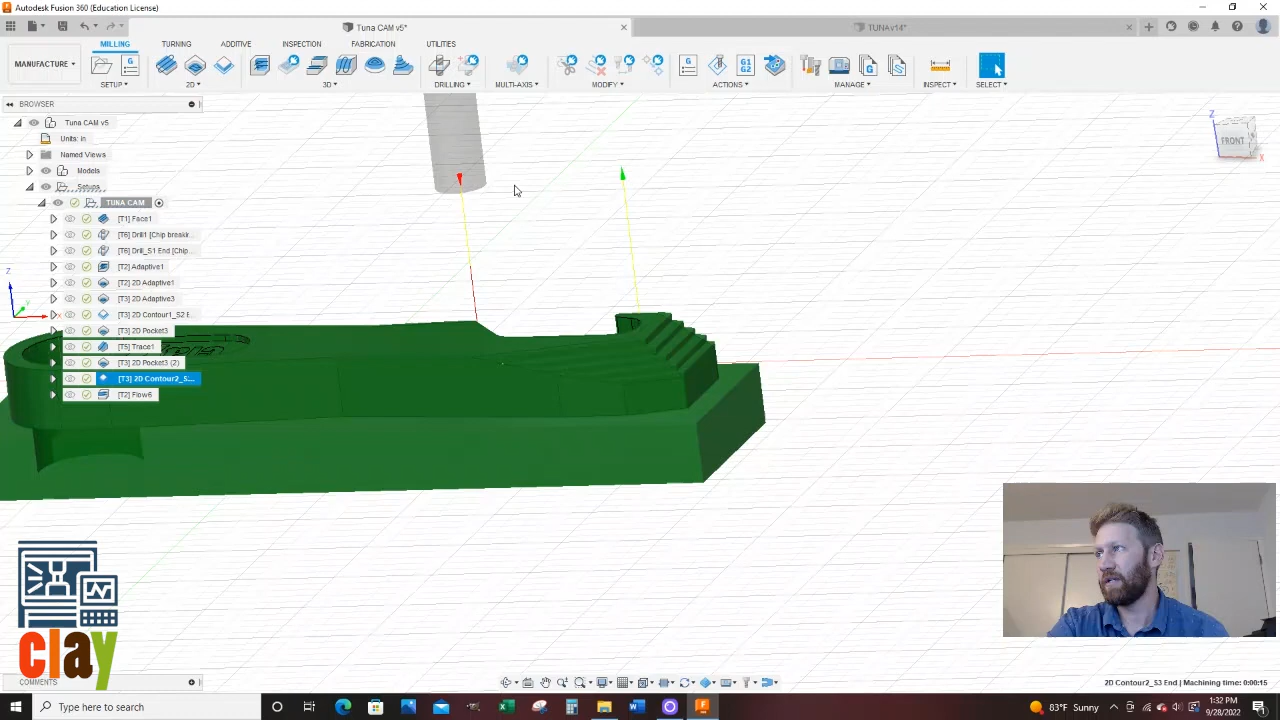 Autodesk Fusion 360 (Education License)
Tuna CAM v5*
TUNAv14*
MILLING TURNING ADDITIVE INSPECTION FABRICATION UTILITIES
MANUFACTURE
SETUP 2D 3D DRILLING MULTI-AXIS MODIFY ACTIONS MANAGE INSPECT SELECT
G1
G2
BROWSER
Tuna CAM v5
Units: in
Named Views
Models
Setups
TUNA CAM
[T1] Face1
[T6] Drill1 [Chip breaki...
[T6] Drill_S1 End [Chip...
[T2] Adaptive1
[T2] 2D Adaptive1
[T3] 2D Adaptive3
[T3] 2D Contour1_S2 E...
[T3] 2D Pocket3
[T5] Trace1
[T3] 2D Pocket3 (2)
[T3] 2D Contour2_S...
[T2] Flow6
Z
FRONT
X
Z
Y
X
clay
COMMENTS
2D Contour2_S3 End | Machining time: 0:00:15
Type here to search
83°F Sunny
1:32 PM
9/28/2022